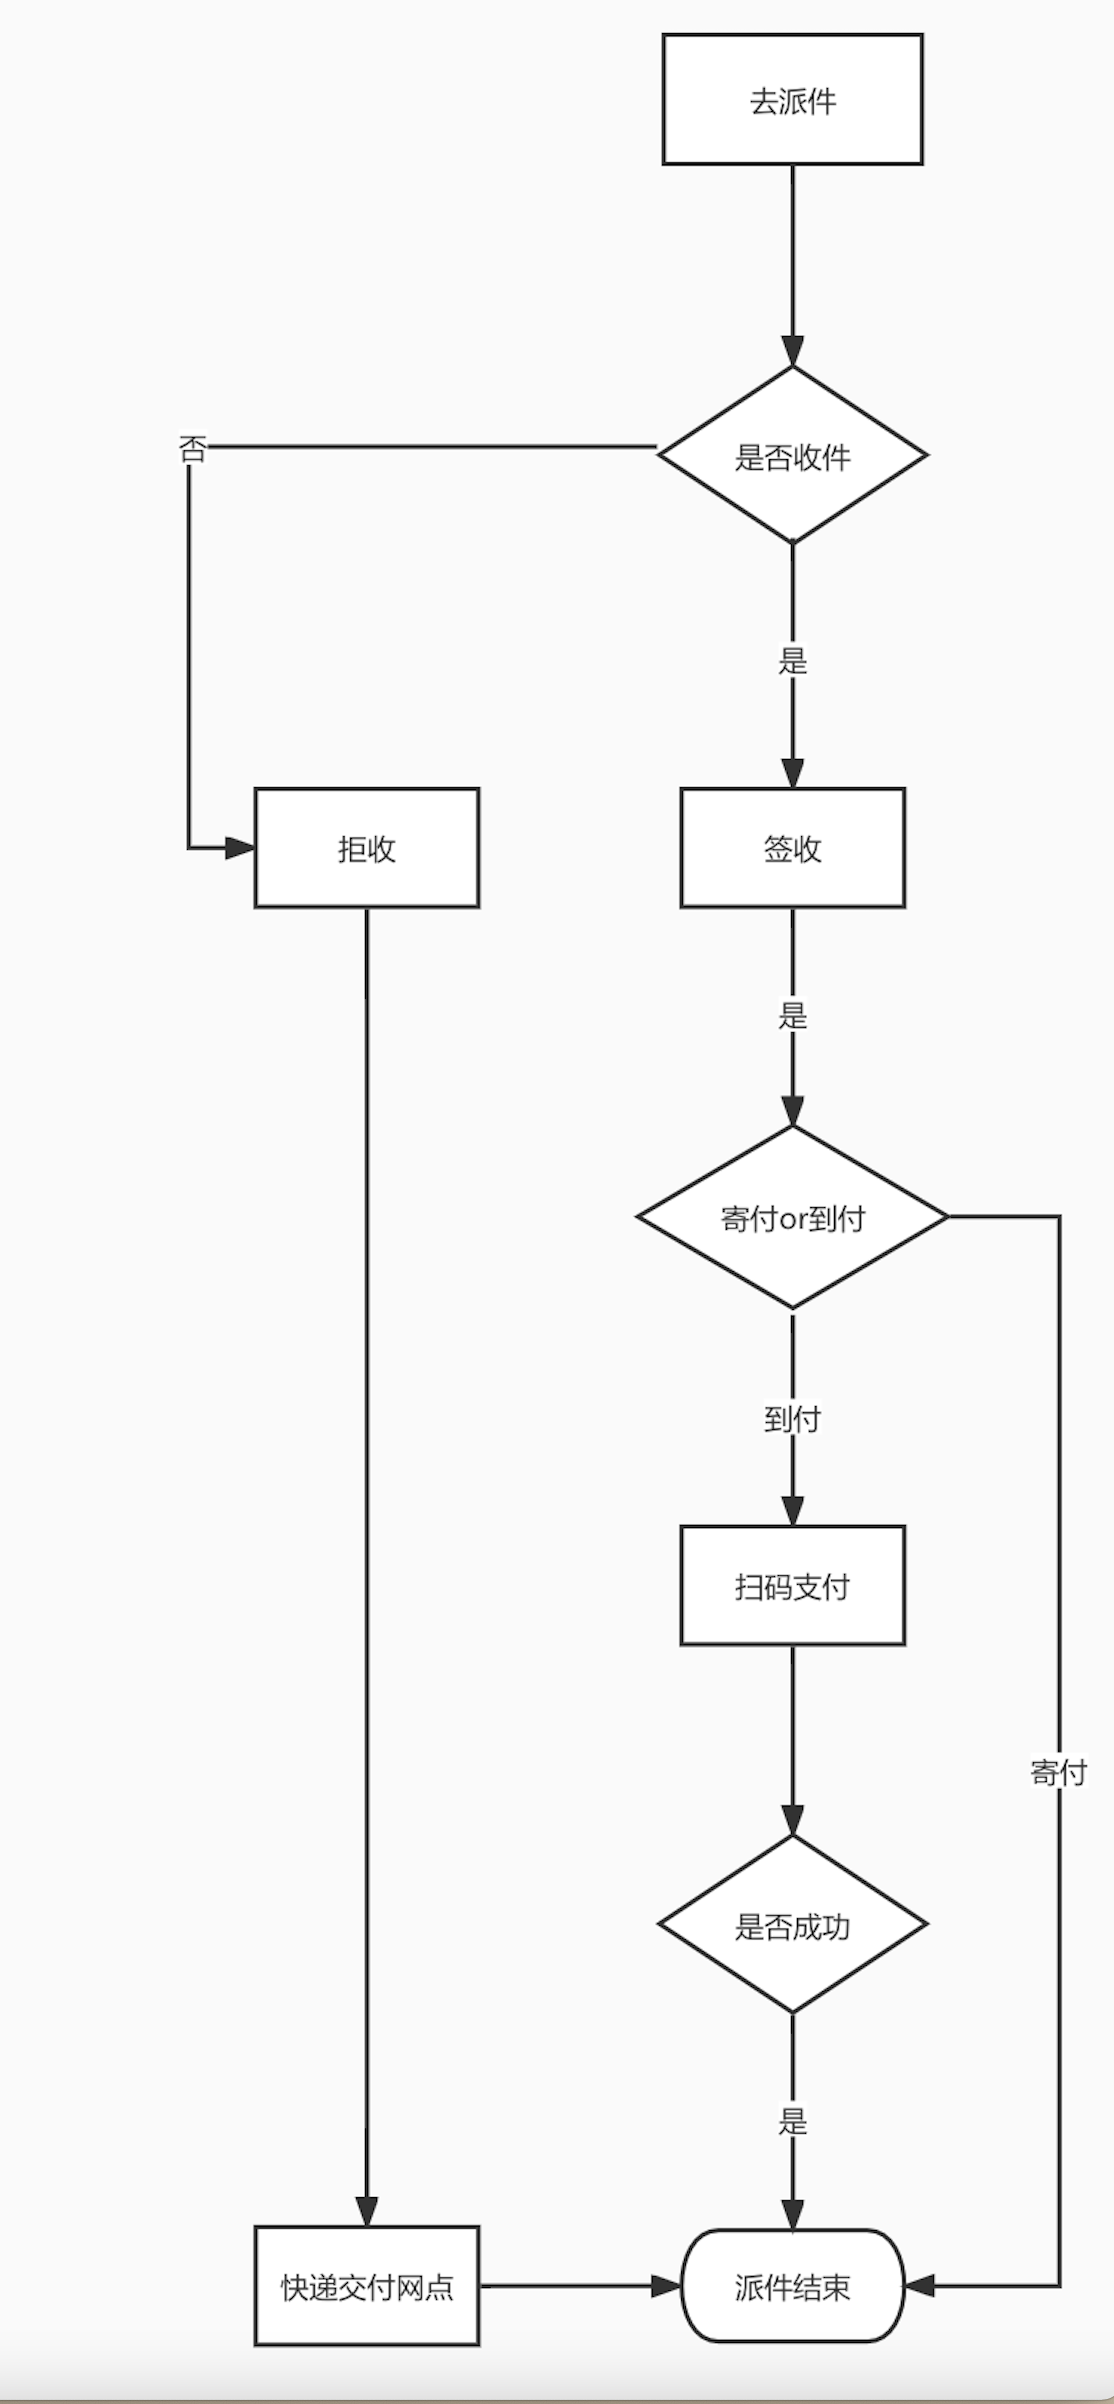 去派件
是否收件
否
是
拒收
签收
是
寄付or到付
到付
扫码支付
寄付
是否成功
是
快递交付网点
派件结束